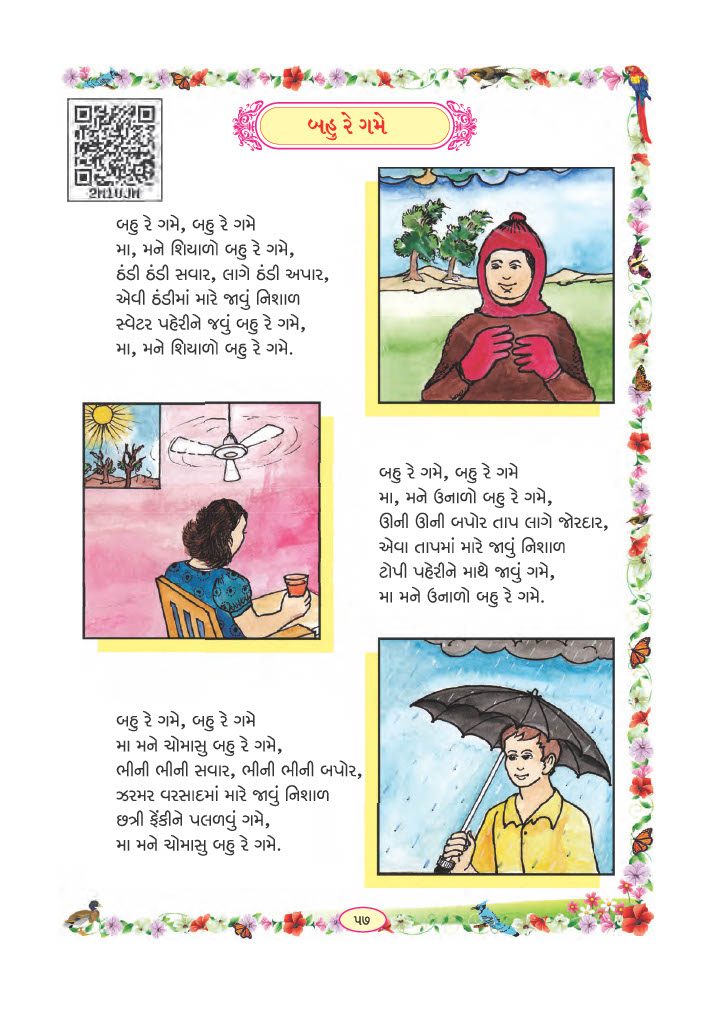 બહુ રે ગમે
2M1UJM
બહુ રે ગમે, બહુ રે ગમે
મા, મને શિયાળો બહુ રે ગમે,
ઠંડી ઠંડી સવાર, લાગે ઠંડી અપાર,
એવી ઠંડીમાં મારે જાવું નિશાળ
સ્વેટર પહેરીને જવું બહુ રે ગમે,
મા, મને શિયાળો બહુ રે ગમે.
બહુ રે ગમે, બહુ રે ગમે
મા, મને ઉનાળો બહુ રે ગમે,
ઊની ઊની બપોર તાપ લાગે જોરદાર,
એવા તાપમાં મારે જાવું નિશાળ
ટોપી પહેરીને માથે જાવું ગમે,
મા મને ઉનાળો બહુ રે ગમે.
બહુ રે ગમે, બહુ રે ગમે
મા મને ચોમાસુ બહુ રે ગમે,
ભીની ભીની સવાર, ભીની ભીની બપોર,
ઝરમર વરસાદમાં મારે જાવું નિશાળ
છત્રી ફેંકીને પલળવું ગમે,
મા મને ચોમાસુ બહુ રે ગમે.
૫૭